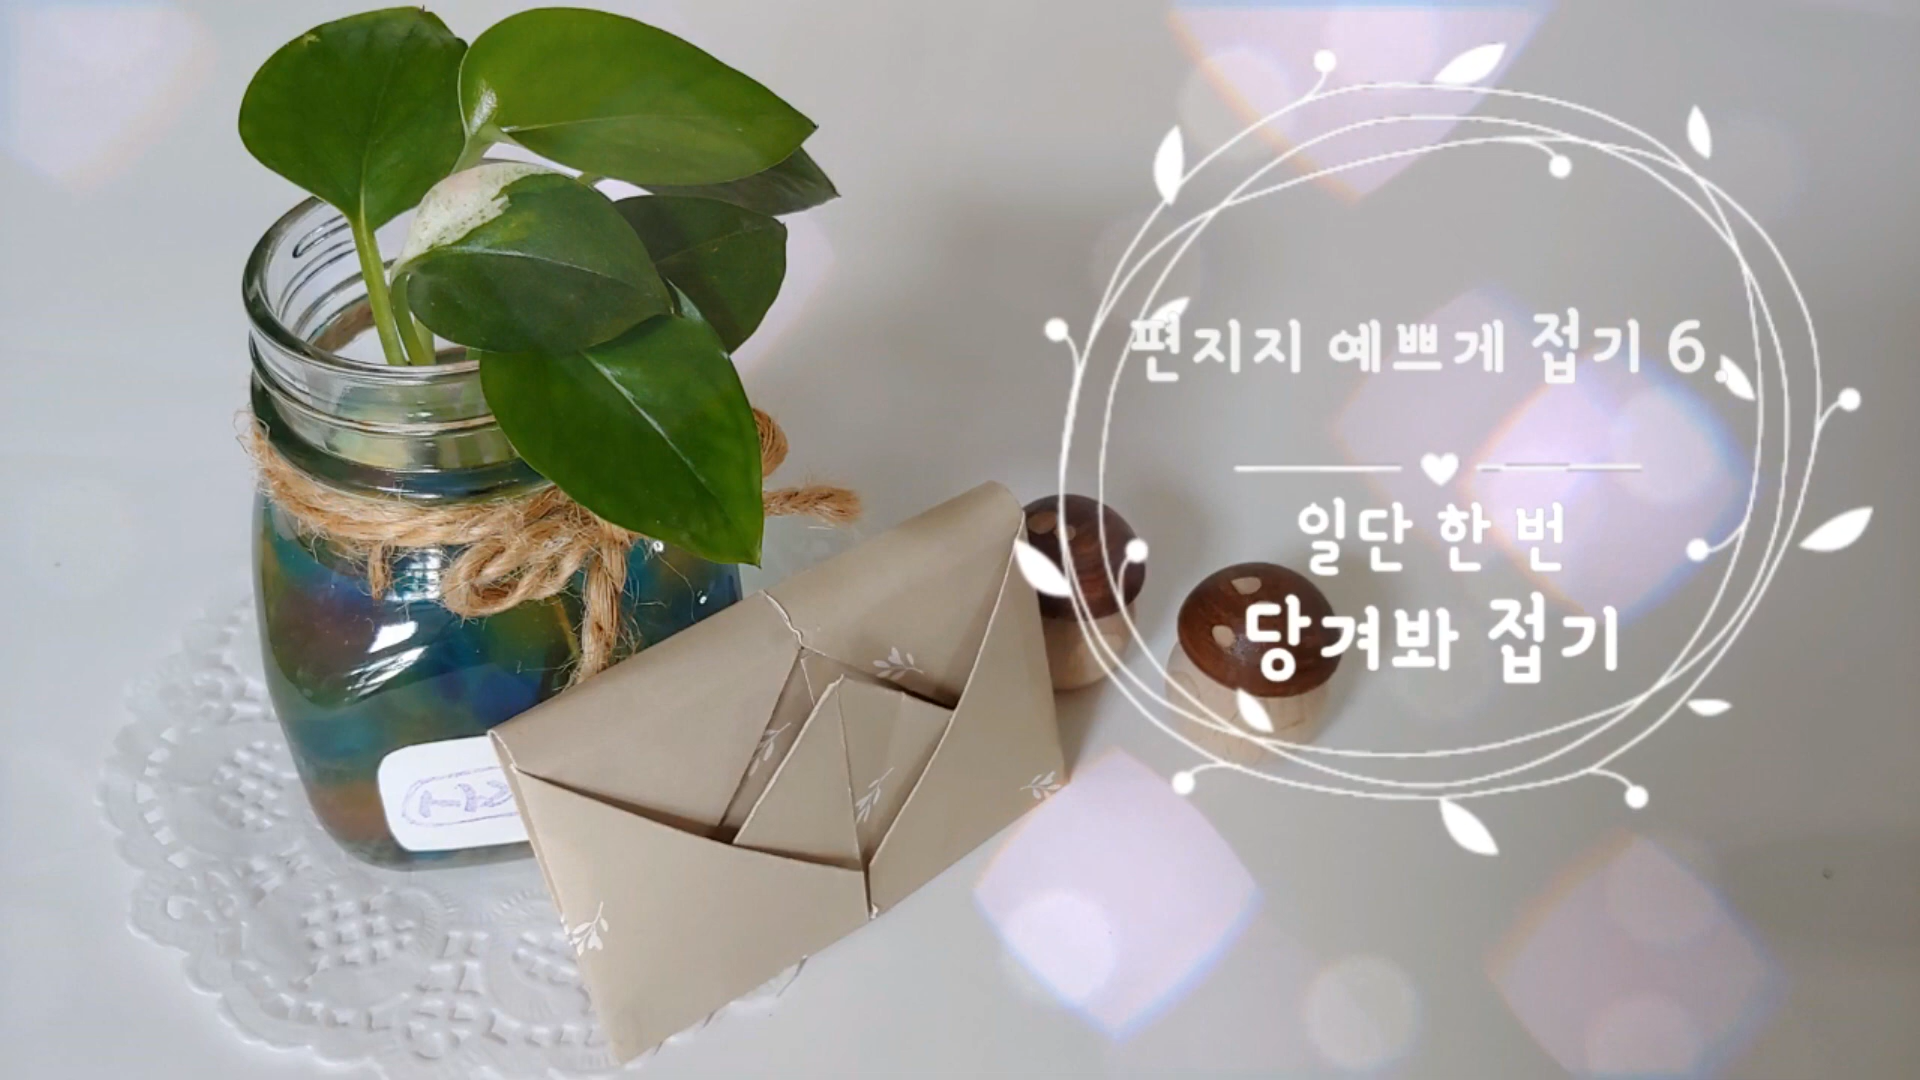 편지지 예쁘게 접기 6.
일단 한 번
당겨봐 접기